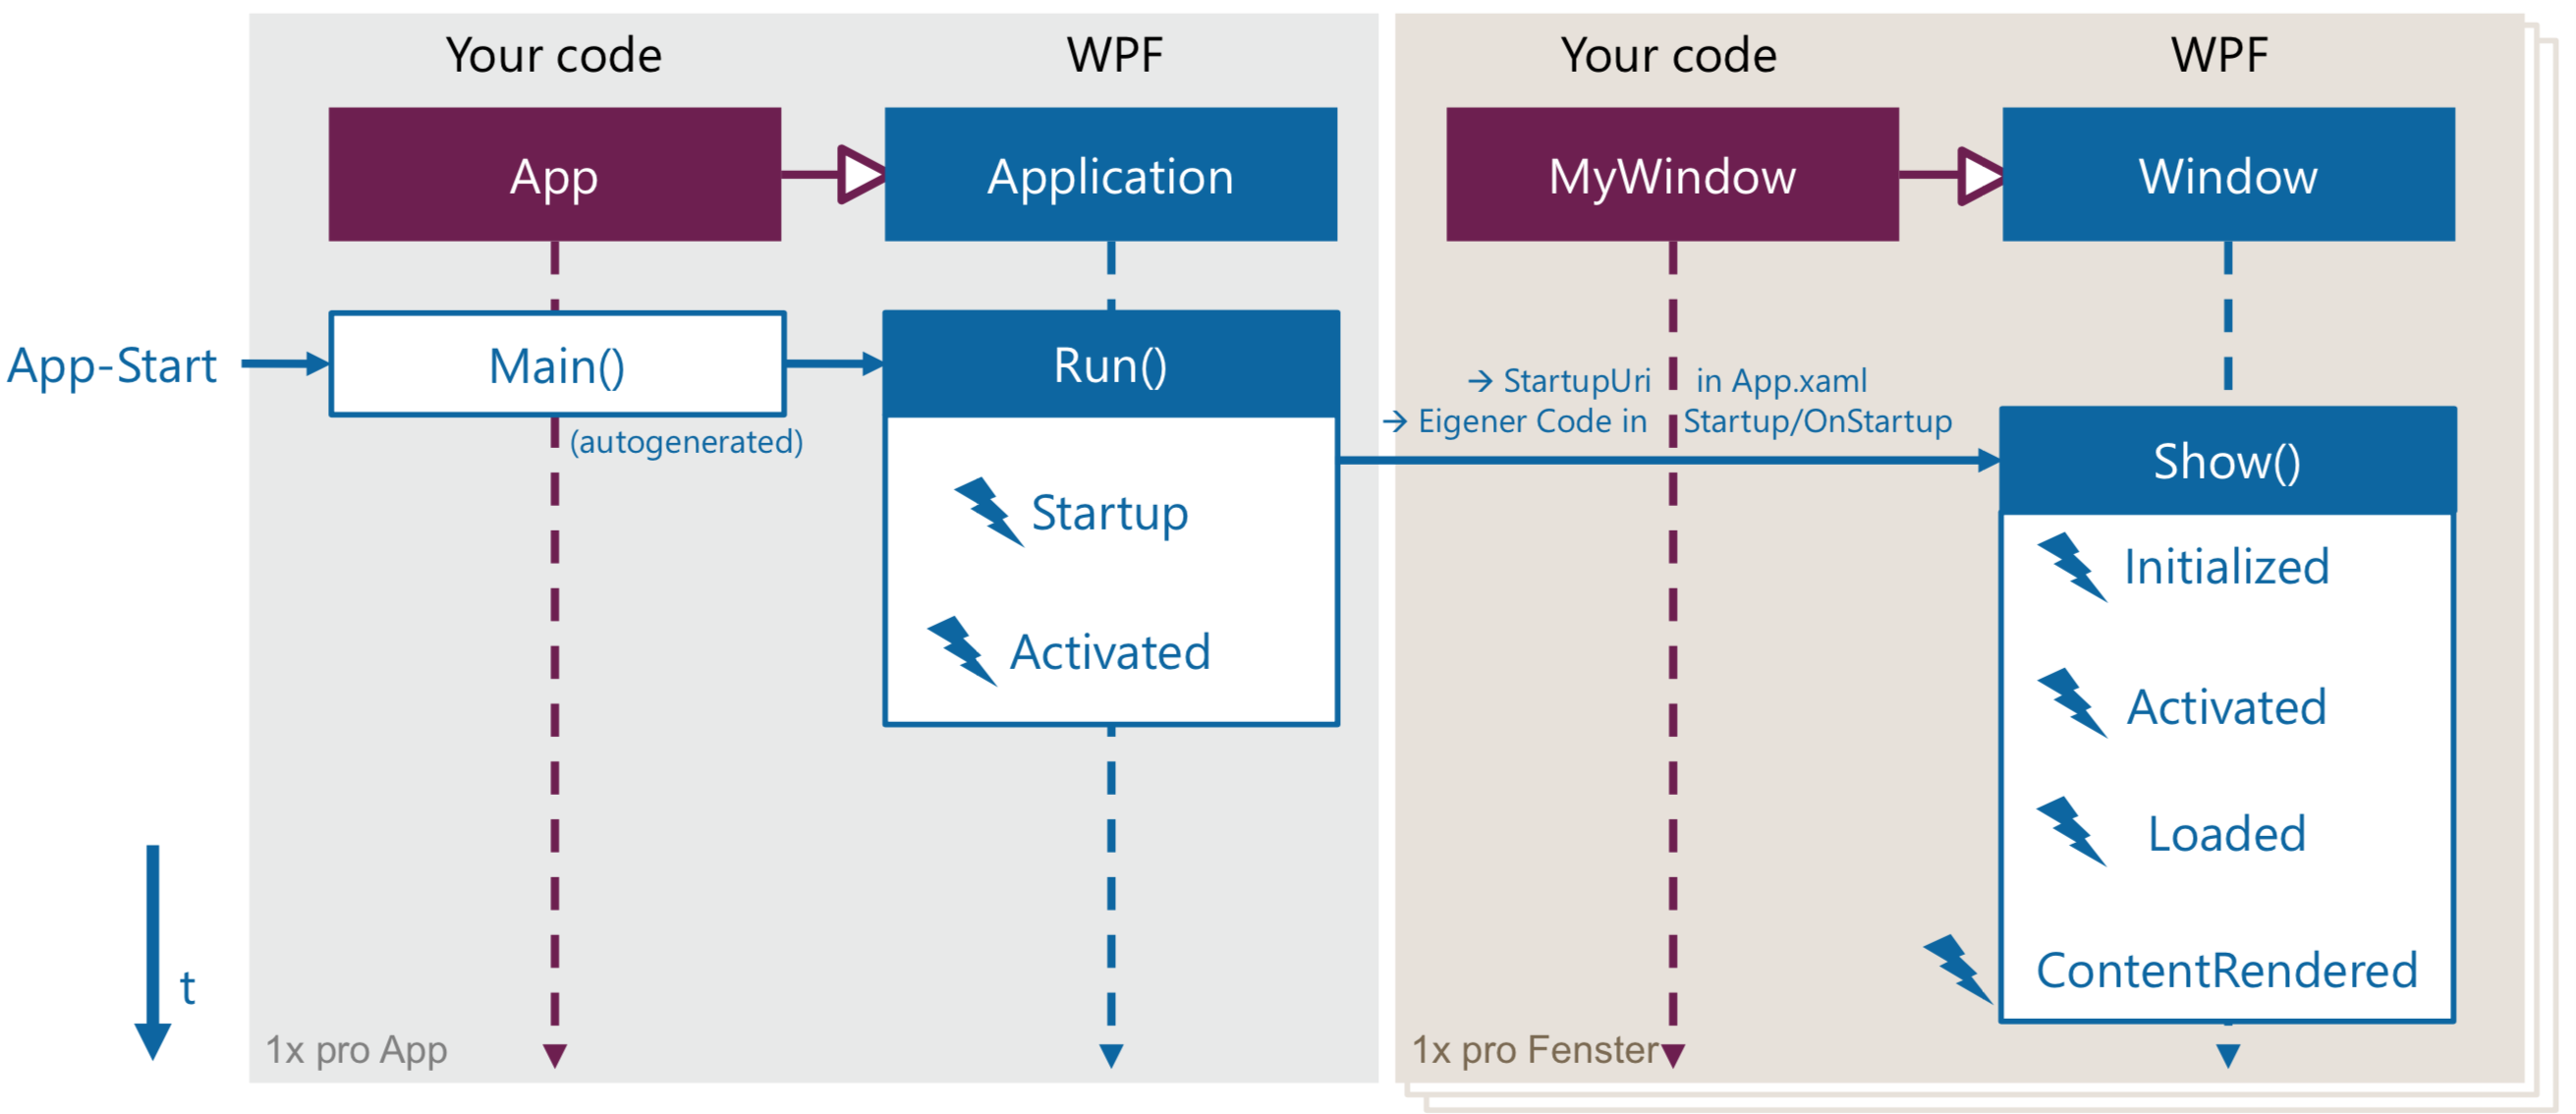 Your code
WPF
Your code
WPF
App
Application
MyWindow
Window
App-Start
Main()
Run()
(autogenerated)
→ StartupUri in App.xaml
→ Eigener Code in Startup/OnStartup
Show()
Startup
Activated
Initialized
Activated
Loaded
ContentRendered
t
1x pro App
1x pro Fenster